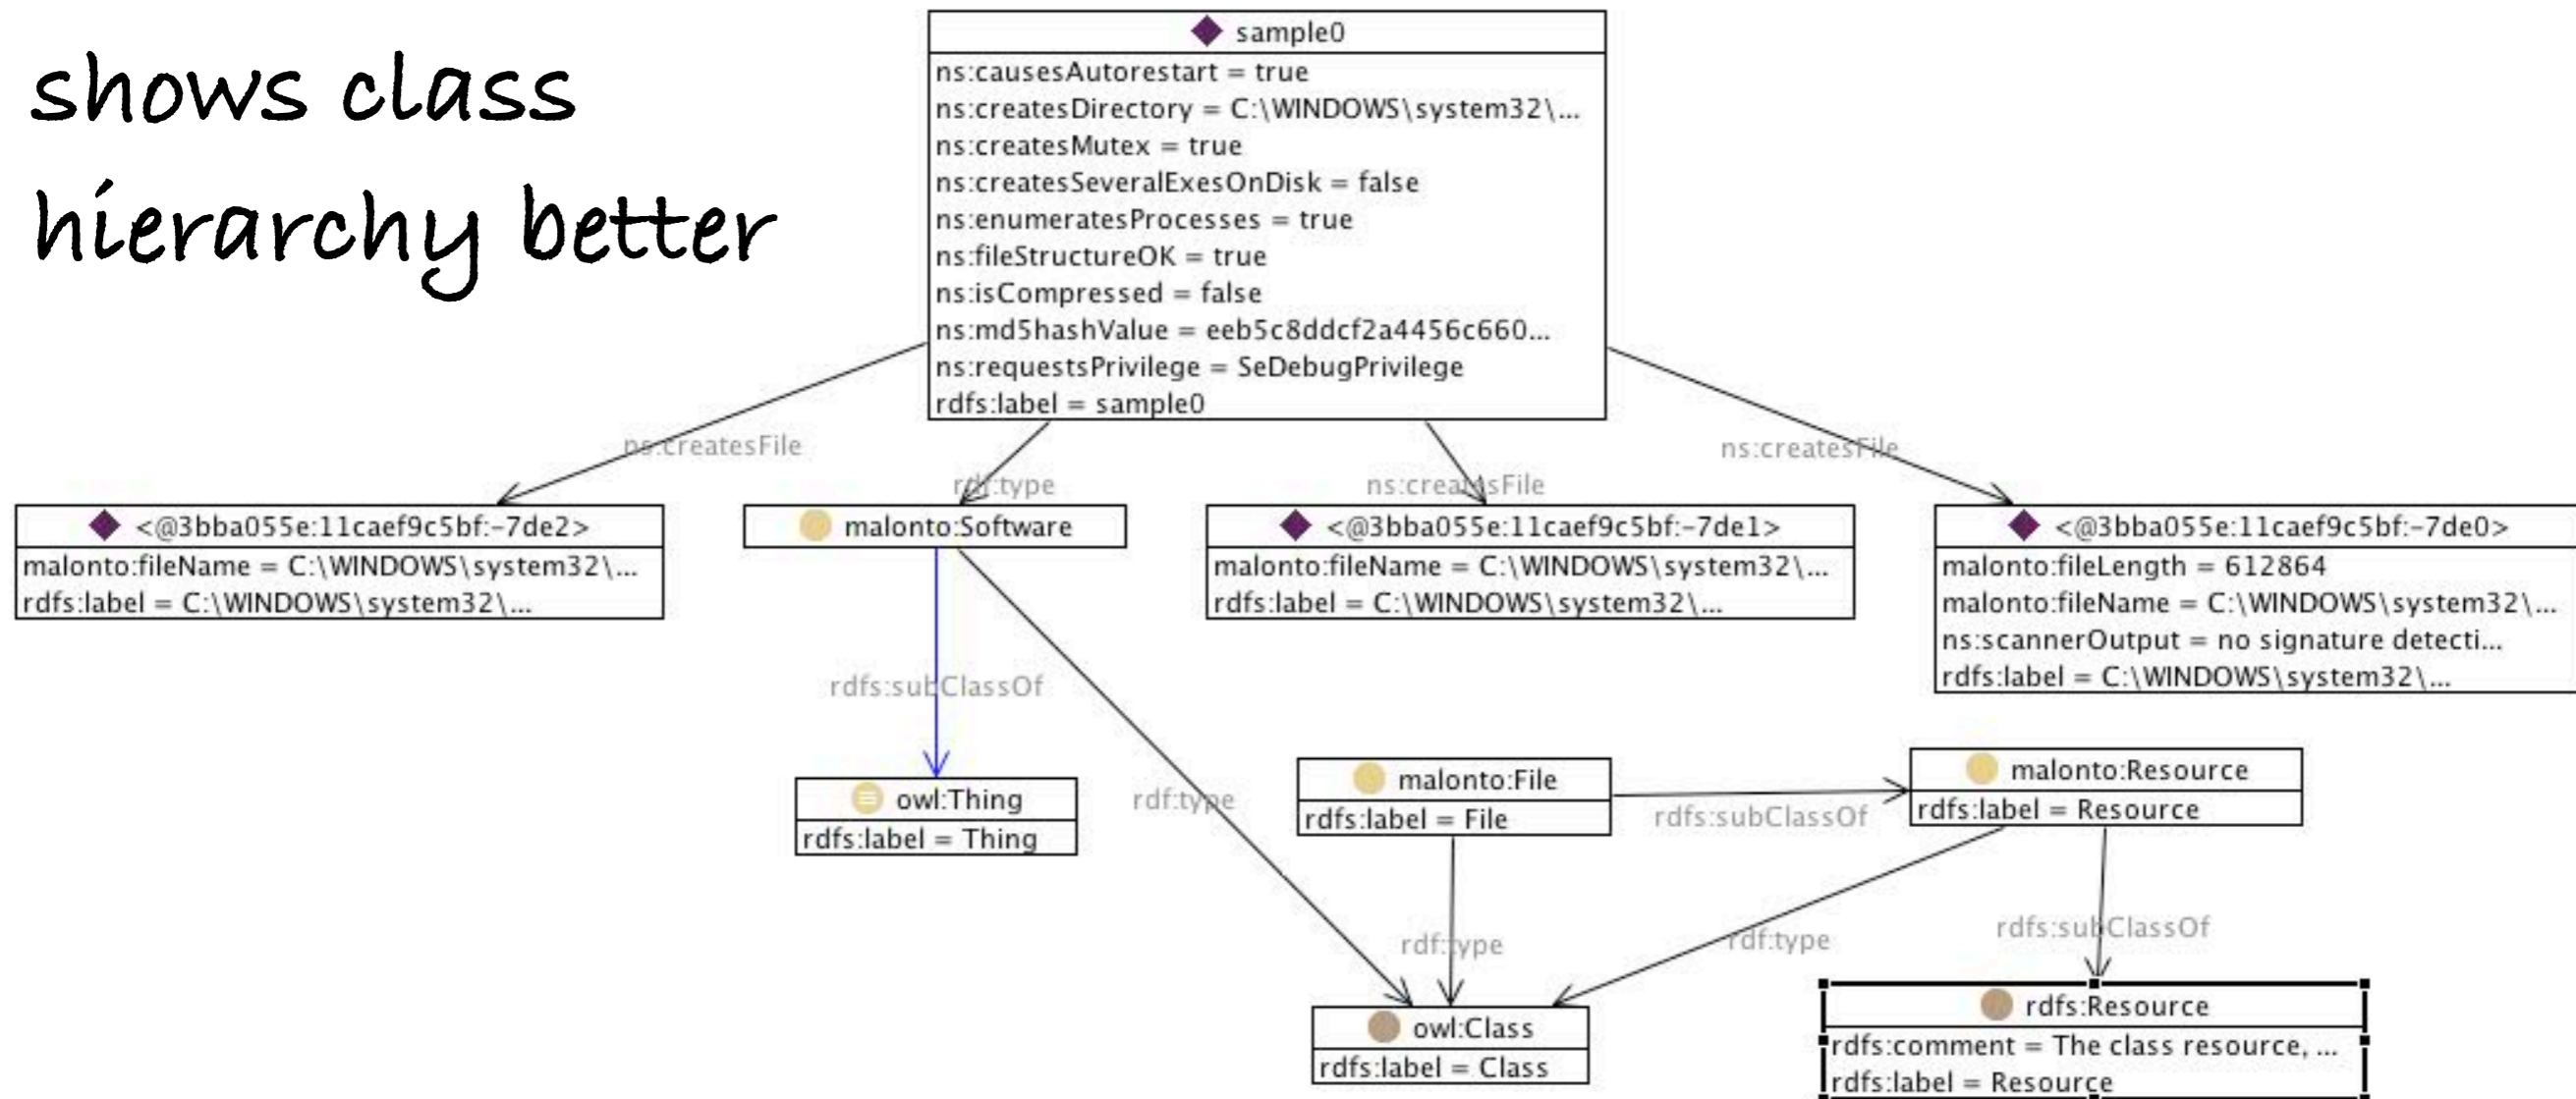 shows class
hierarchy better
sample0
ns:causesAutorestart = true
ns:createsDirectory = C:\WINDOWS\system32\...
ns:createsMutex = true
ns:createsSeveralExesOnDisk = false
ns:enumeratesProcesses = true
ns:fileStructureOK = true
ns:isCompressed = false
ns:md5hashValue = eeb5c8ddcf2a4456c660...
ns:requestsPrivilege = SeDebugPrivilege
rdfs:label = sample0
ns:createsFile
rdf:type
ns:createsFile
ns:createsFile
<@3bba055e:11caef9c5bf:-7de2>
malonto:fileName = C:\WINDOWS\system32\...
rdfs:label = C:\WINDOWS\system32\...
malonto:Software
<@3bba055e:11caef9c5bf:-7de1>
malonto:fileName = C:\WINDOWS\system32\...
rdfs:label = C:\WINDOWS\system32\...
<@3bba055e:11caef9c5bf:-7de0>
malonto:fileLength = 612864
malonto:fileName = C:\WINDOWS\system32\...
ns:scannerOutput = no signature detecti...
rdfs:label = C:\WINDOWS\system32\...
rdfs:subClassOf
owl:Thing
rdfs:label = Thing
rdf:type
malonto:File
rdfs:label = File
rdfs:subClassOf
malonto:Resource
rdfs:label = Resource
rdf:type
rdf:type
rdfs:subClassOf
owl:Class
rdfs:label = Class
rdfs:Resource
rdfs:comment = The class resource, ...
rdfs:label = Resource